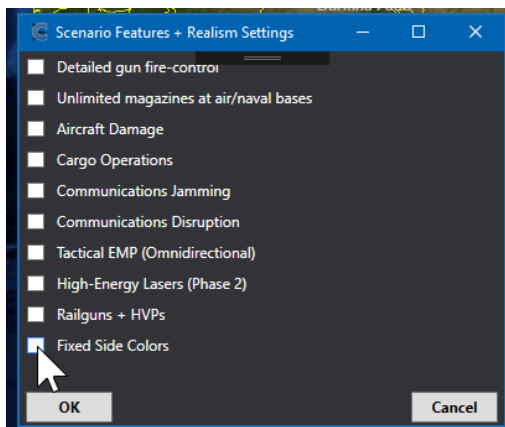 Scenario Features + Realism Settings
Detailed gun fire-control
Unlimited magazines at air/naval bases
Aircraft Damage
Cargo Operations
Communications Jamming
Communications Disruption
Tactical EMP (Omnidirectional)
High-Energy Lasers (Phase 2)
Railguns + HVPs
Fixed Side Colors
OK
Cancel